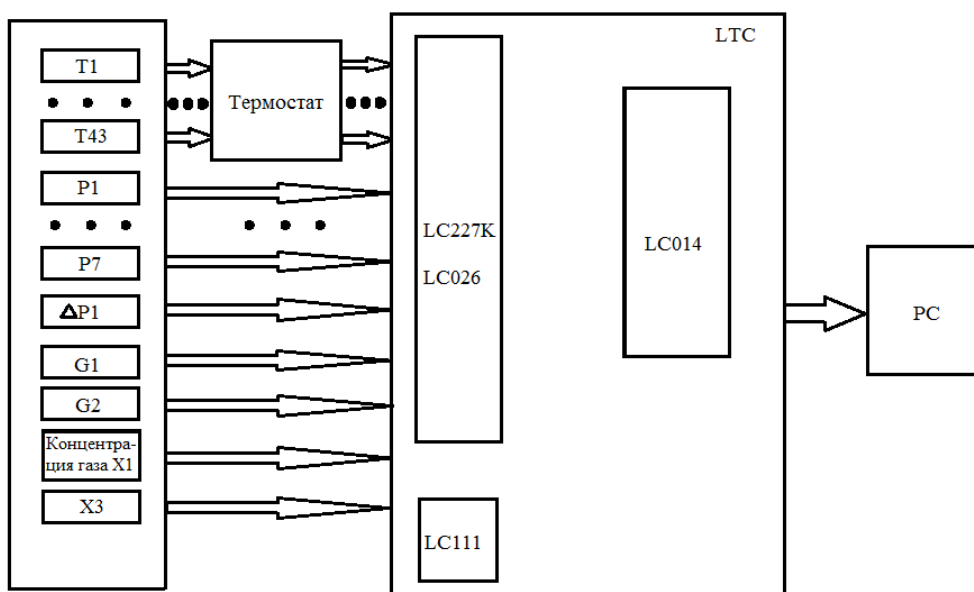 T1
T43
P1
P7
ΔP1
G1
G2
Концентра-
ция газа X1
X3
Термостат
LTC
LC227K
LC026
LC014
LC111
PC